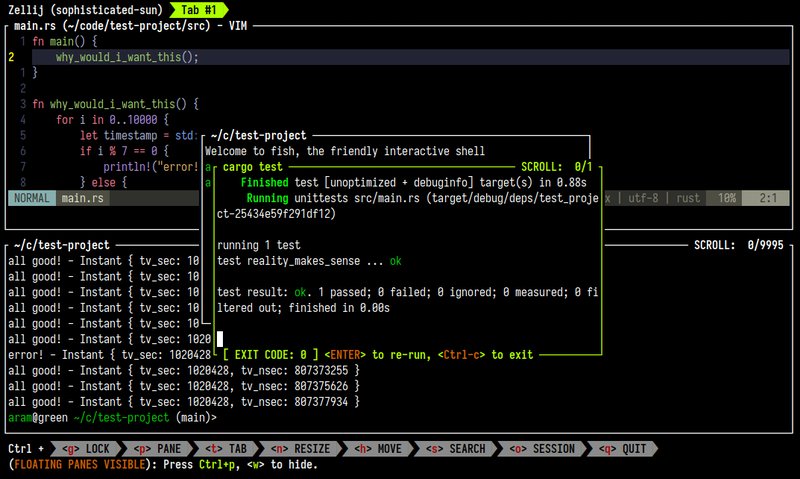 Zellij (sophisticated-sun) Tab #1
main.rs (~/code/test-project/src) - VIM
1 fn main() {
2 why_would_i_want_this();
1 }
2
3 fn why_would_i_want_this() {
4 for i in 0..10000 {
5 let timestamp = std:
6 if i % 7 == 0 {
7 println!("error!
8 } else {
NORMAL main.rs x | utf-8 | rust 10% 2:1
~/c/test-project
Welcome to fish, the friendly interactive shell
a
a
cargo test SCROLL: 0/1
Finished test [unoptimized + debuginfo] target(s) in 0.88s
Running unittests src/main.rs (target/debug/deps/test_proje
ct-25434e59f291df12)
running 1 test
test reality_makes_sense ... ok
test result: ok. 1 passed; 0 failed; 0 ignored; 0 measured; 0 fi
ltered out; finished in 0.00s
[ EXIT CODE: 0 ] <ENTER> to re-run, <Ctrl-c> to exit
~/c/test-project SCROLL: 0/9995
all good! - Instant { tv_sec: 10
all good! - Instant { tv_sec: 10
all good! - Instant { tv_sec: 10
all good! - Instant { tv_sec: 10
all good! - Instant { tv_sec: 10
all good! - Instant { tv_sec: 1020
error! - Instant { tv_sec: 1020428
all good! - Instant { tv_sec: 1020428, tv_nsec: 807373255 }
all good! - Instant { tv_sec: 1020428, tv_nsec: 807375626 }
all good! - Instant { tv_sec: 1020428, tv_nsec: 807377934 }
aram@green ~/c/test-project (main)>
Ctrl + <g> LOCK <p> PANE <t> TAB <n> RESIZE <h> MOVE <s> SEARCH <o> SESSION <q> QUIT
(FLOATING PANES VISIBLE): Press Ctrl+p, <w> to hide.